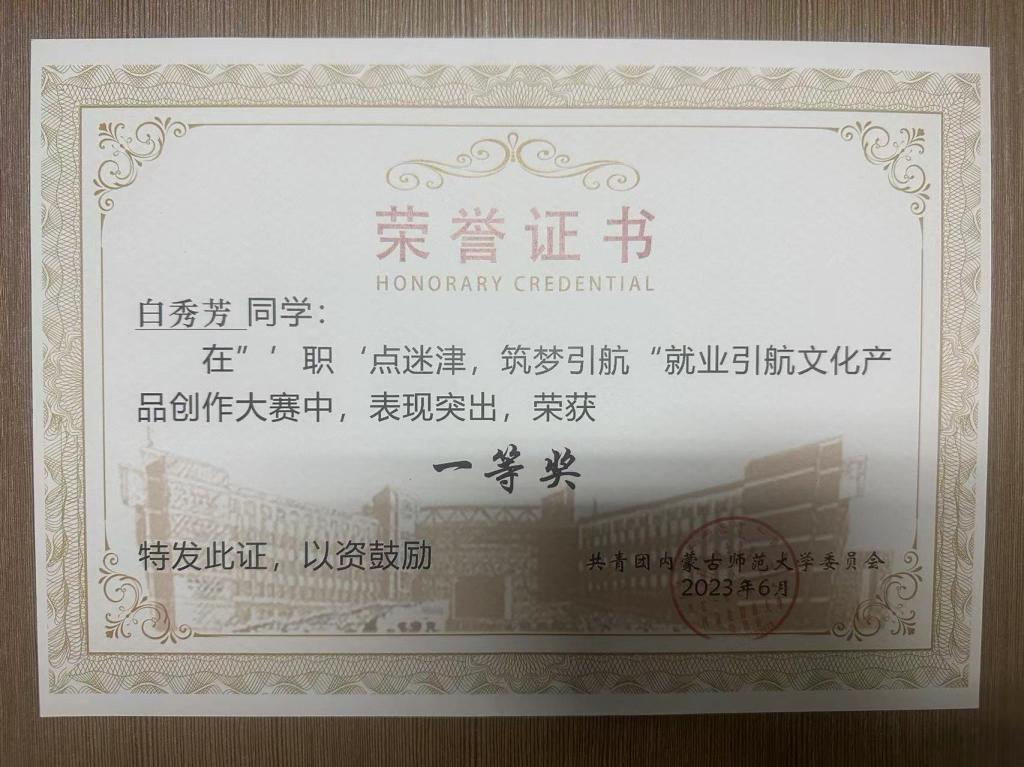 荣誉证书
HONORARY CREDENTIAL
白秀芳 同学：
在”’职‘点迷津，筑梦引航“就业引航文化产
品创作大赛中，表现突出，荣获
一等奖
特发此证，以资鼓励
共青团内蒙古师范大学委员会
2023年6月